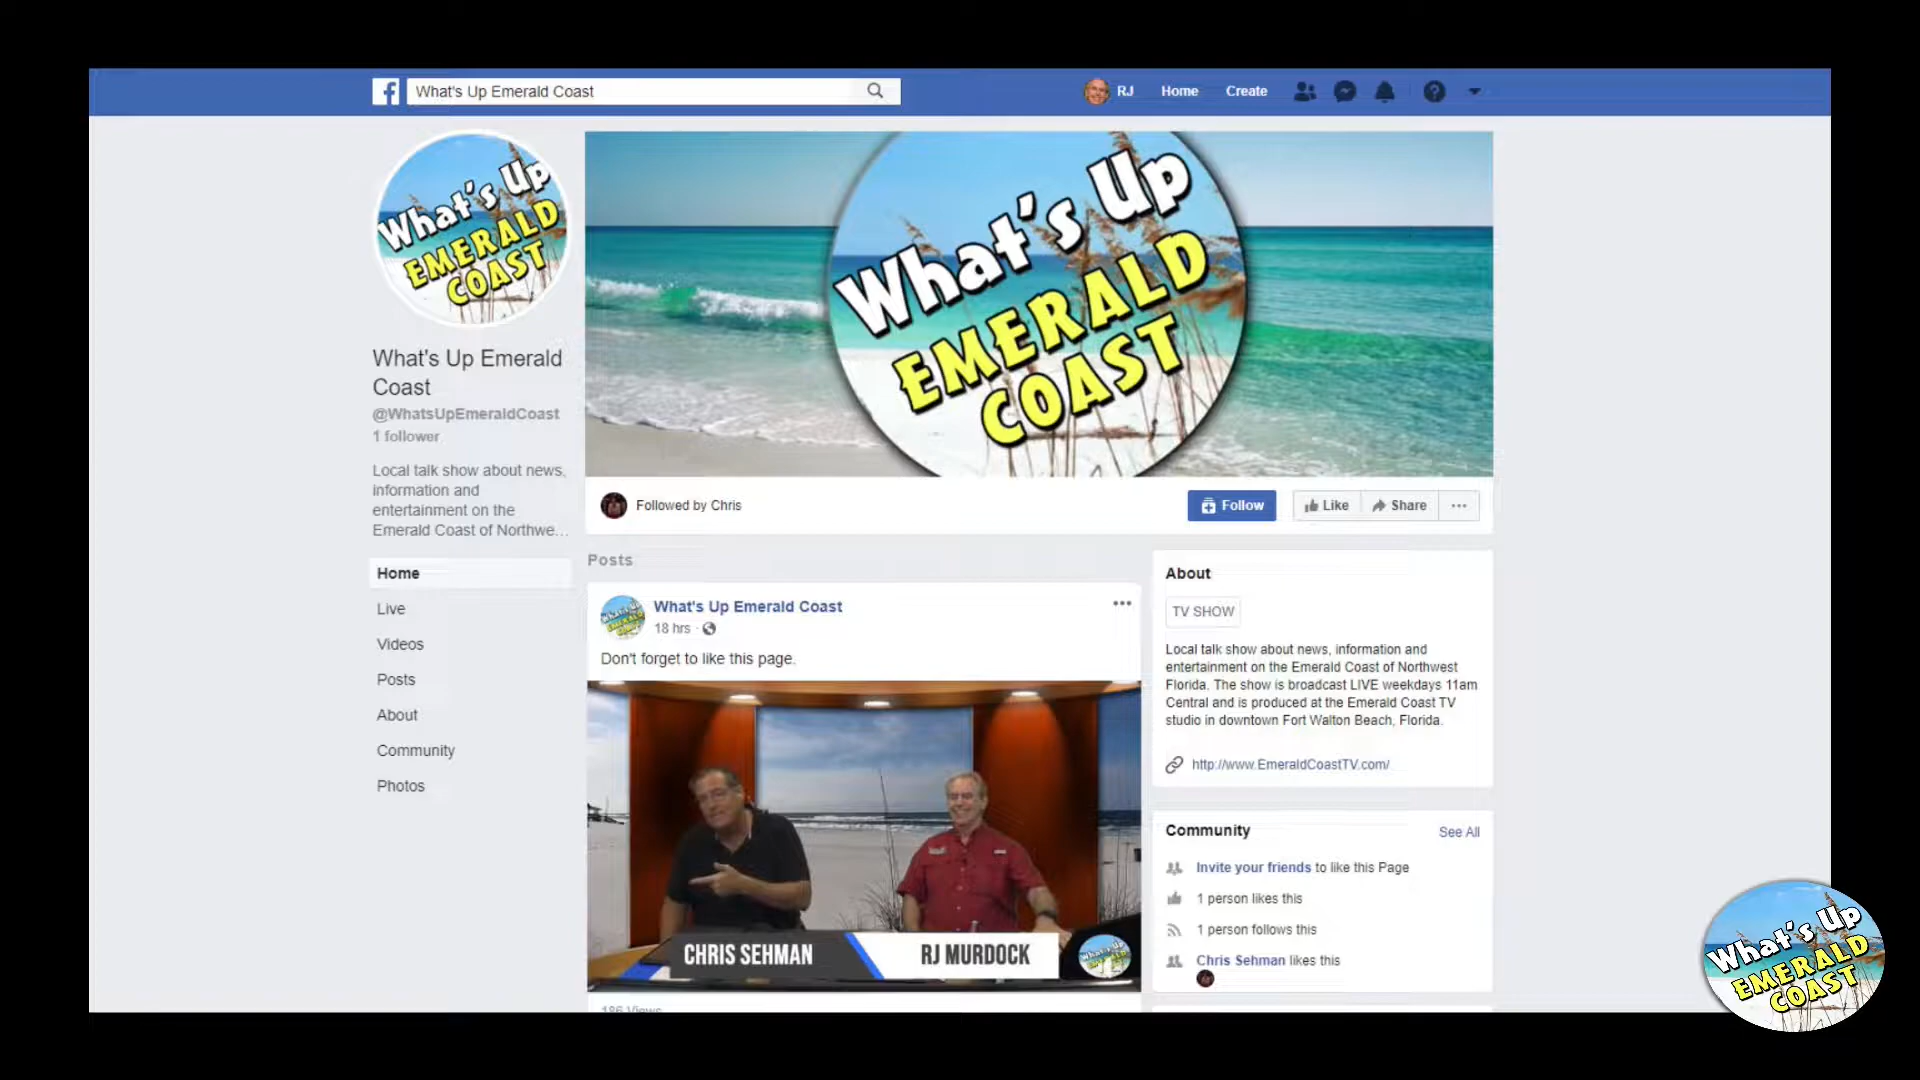 What's Up Emerald Coast
RJ
Home
Create
What's Up
EMERALD
COAST
What's Up
EMERALD
COAST
What's Up Emerald
Coast
@WhatsUpEmeraldCoast
1 follower
Local talk show about news,
information and
entertainment on the
Emerald Coast of Northwe...
Home
Live
Videos
Posts
About
Community
Photos
Followed by Chris
Follow
Like
Share
Posts
What's Up Emerald Coast
18 hrs ·
Don't forget to like this page.
CHRIS SEHMAN
RJ MURDOCK
What's Up
EMERALD
COAST
186 Views
About
TV SHOW
Local talk show about news, information and
entertainment on the Emerald Coast of Northwest
Florida. The show is broadcast LIVE weekdays 11am
Central and is produced at the Emerald Coast TV
studio in downtown Fort Walton Beach, Florida.
http://www.EmeraldCoastTV.com/
Community
See All
Invite your friends to like this Page
1 person likes this
1 person follows this
Chris Sehman likes this
What's Up
EMERALD
COAST